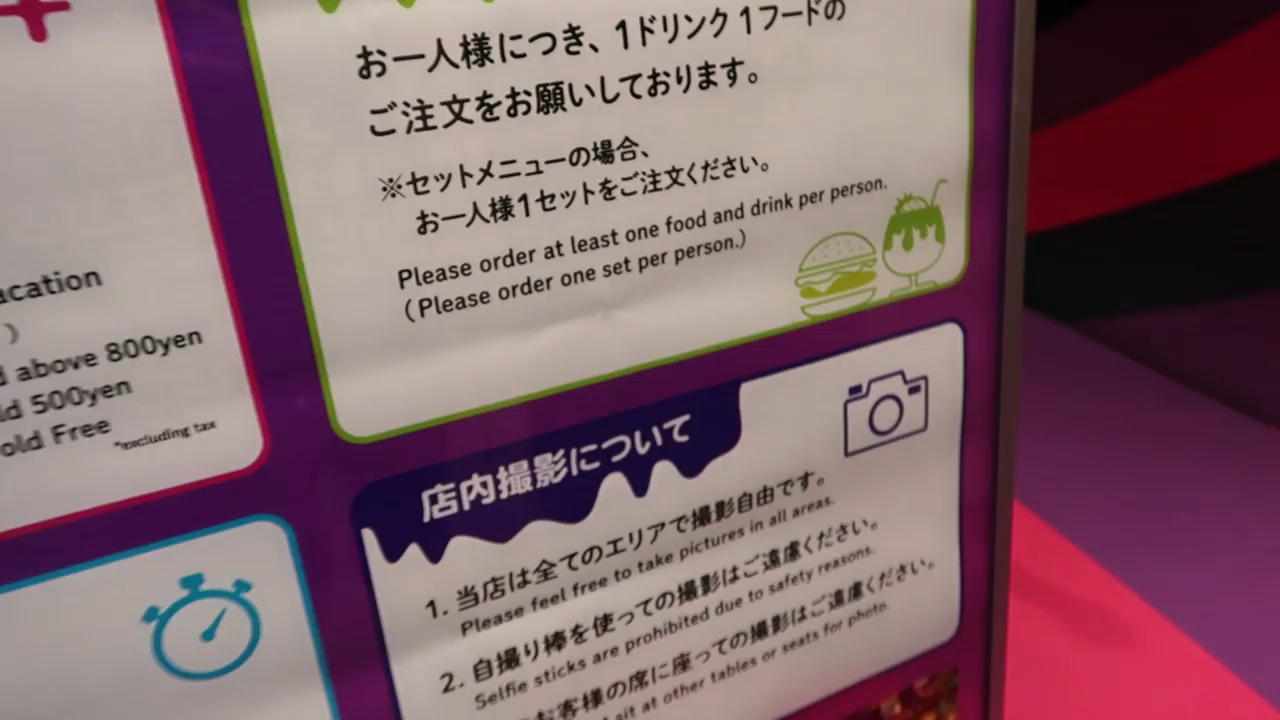 お一人様につき、1ドリンク 1フードの
ご注文をお願いしております。
※セットメニューの場合、
お一人様1セットをご注文ください。
Please order at least one food and drink per person.
(Please order one set per person.)
above 800yen
500yen
old Free
*excluding tax
店内撮影について
1. 当店は全てのエリアで撮影自由です。
Please feel free to take pictures in all areas.
2. 自撮り棒を使っての撮影はご遠慮ください。
Selfie sticks are prohibited due to safety reasons.
お客様の席に座っての撮影はご遠慮ください。
sit at other tables or seats for photo.